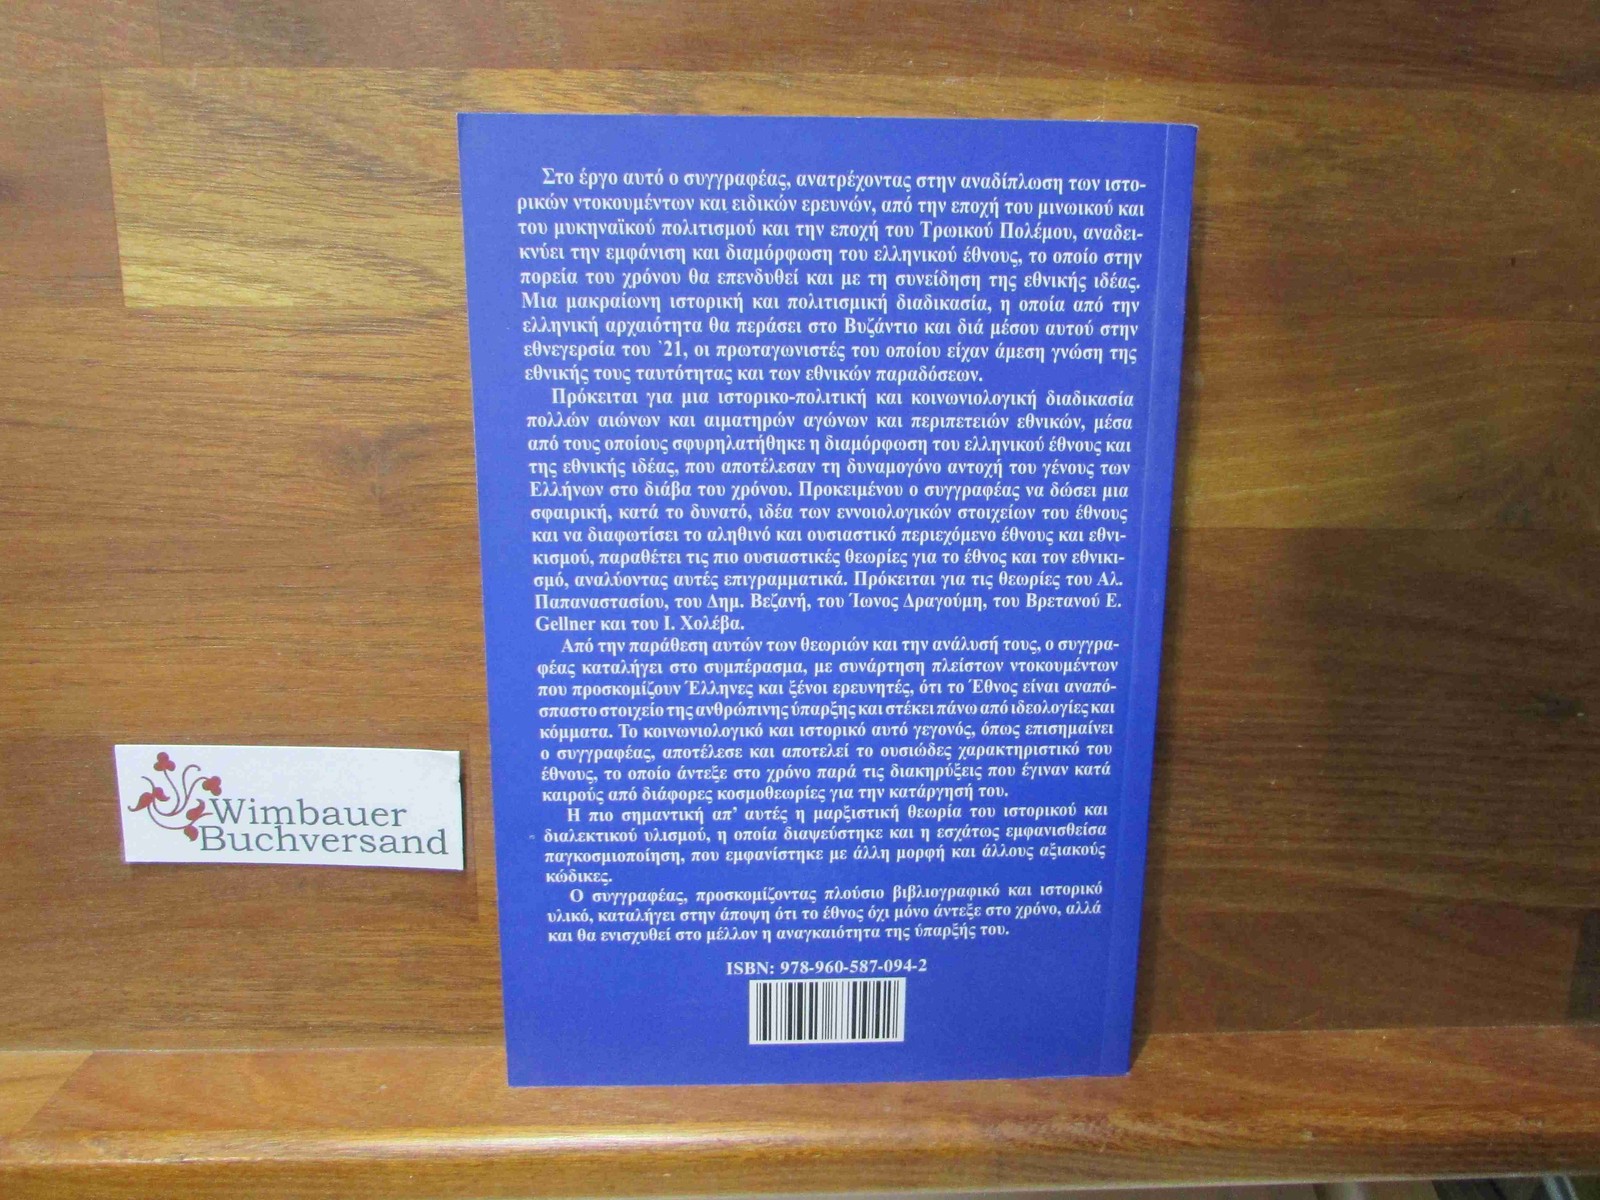 Στο έργο αυτό ο συγγραφέας, ανατρέχοντας στην αναδίπλωση των ιστο-
ρικών ντοκουμέντων και ειδικών ερευνών, από την εποχή του μινωικού και
του μυκηναϊκού πολιτισμού και την εποχή του Τρωικού Πολέμου, αναδει-
κνύει την εμφάνιση και διαμόρφωση του ελληνικού έθνους, το οποίο στην
πορεία του χρόνου θα επενδυθεί και με τη συνείδηση της εθνικής ιδέας.
Μια μακραίωνη ιστορική και πολιτισμική διαδικασία, η οποία από την
ελληνική αρχαιότητα θα περάσει στο Βυζάντιο και διά μέσου αυτού στην
εθνεγερσία του ᾽21, οι πρωταγωνιστές του οποίου είχαν άμεση γνώση της
εθνικής τους ταυτότητας και των εθνικών παραδόσεων.
Πρόκειται για μια ιστορικο-πολιτική και κοινωνιολογική διαδικασία
πολλών αιώνων και αιματηρών αγώνων και περιπετειών εθνικών, μέσα
από τους οποίους σφυρηλατήθηκε η διαμόρφωση του ελληνικού έθνους και
της εθνικής ιδέας, που αποτέλεσαν τη δυναμογόνο αντοχή του γένους των
Ελλήνων στο διάβα του χρόνου. Προκειμένου ο συγγραφέας να δώσει μια
σφαιρική, κατά το δυνατό, ιδέα των εννοιολογικών στοιχείων του έθνους
και να διαφωτίσει το αληθινό και ουσιαστικό περιεχόμενο έθνους και εθνι-
κισμού, παραθέτει τις πιο ουσιαστικές θεωρίες για το έθνος και τον εθνικι-
σμό, αναλύοντας αυτές επιγραμματικά. Πρόκειται για τις θεωρίες του Αλ.
Παπαναστασίου, του Δημ. Βεζανή, του Ίωνος Δραγούμη, του Βρετανού E.
Gellner και του Ι. Χολέβα.
Από την παράθεση αυτών των θεωριών και την ανάλυσή τους, ο συγγρα-
φέας καταλήγει στο συμπέρασμα, με συνάρτηση πλείστων ντοκουμέντων
που προσκομίζουν Έλληνες και ξένοι ερευνητές, ότι το Έθνος είναι αναπό-
σπαστο στοιχείο της ανθρώπινης ύπαρξης και στέκει πάνω από ιδεολογίες και
κόμματα. Το κοινωνιολογικό και ιστορικό αυτό γεγονός, όπως επισημαίνει
ο συγγραφέας, αποτέλεσε και αποτελεί το ουσιώδες χαρακτηριστικό του
έθνους, το οποίο άντεξε στο χρόνο παρά τις διακηρύξεις που έγιναν κατά
καιρούς από διάφορες κοσμοθεωρίες για την κατάργησή του.
Η πιο σημαντική απ' αυτές η μαρξιστική θεωρία του ιστορικού και
διαλεκτικού υλισμού, η οποία διαψεύστηκε και η εσχάτως εμφανισθείσα
παγκοσμιοποίηση, που εμφανίστηκε με άλλη μορφή και άλλους αξιακούς
κώδικες.
Ο συγγραφέας, προσκομίζοντας πλούσιο βιβλιογραφικό και ιστορικό
υλικό, καταλήγει στην άποψη ότι το έθνος όχι μόνο άντεξε στο χρόνο, αλλά
και θα ενισχυθεί στο μέλλον η αναγκαιότητα της ύπαρξής του.
ISBN: 978-960-587-094-2
Wimbauer
Buchversand